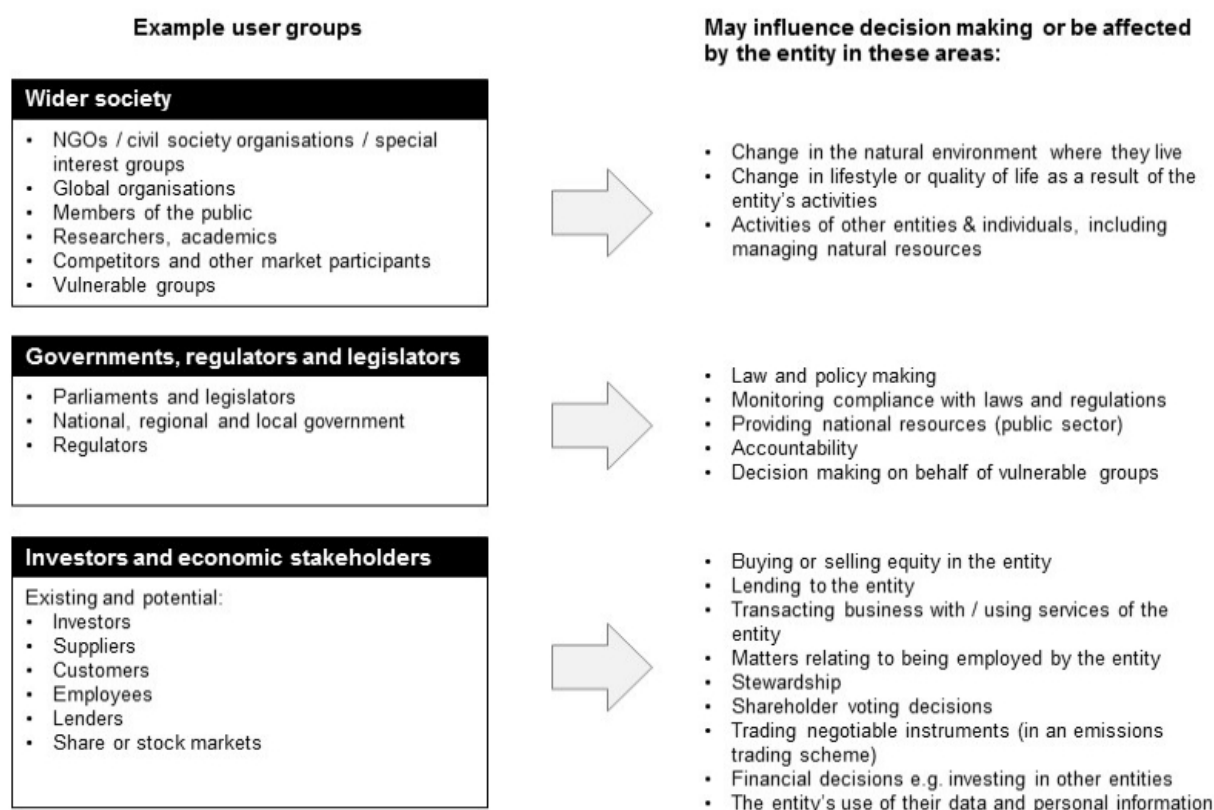 Example user groups
May influence decision making or be affected
by the entity in these areas:
Wider society
• NGOs / civil society organisations / special
interest groups
• Global organisations
• Members of the public
• Researchers, academics
• Competitors and other market participants
• Vulnerable groups
• Change in the natural environment where they live
• Change in lifestyle or quality of life as a result of the
entity's activities
• Activities of other entities & individuals, including
managing natural resources
Governments, regulators and legislators
• Parliaments and legislators
• National, regional and local government
• Regulators
• Law and policy making
• Monitoring compliance with laws and regulations
• Providing national resources (public sector)
• Accountability
• Decision making on behalf of vulnerable groups
Investors and economic stakeholders
Existing and potential:
• Investors
• Suppliers
• Customers
• Employees
• Lenders
• Share or stock markets
• Buying or selling equity in the entity
• Lending to the entity
• Transacting business with / using services of the
entity
• Matters relating to being employed by the entity
• Stewardship
• Shareholder voting decisions
• Trading negotiable instruments (in an emissions
trading scheme)
• Financial decisions e.g. investing in other entities
• The entity's use of their data and personal information